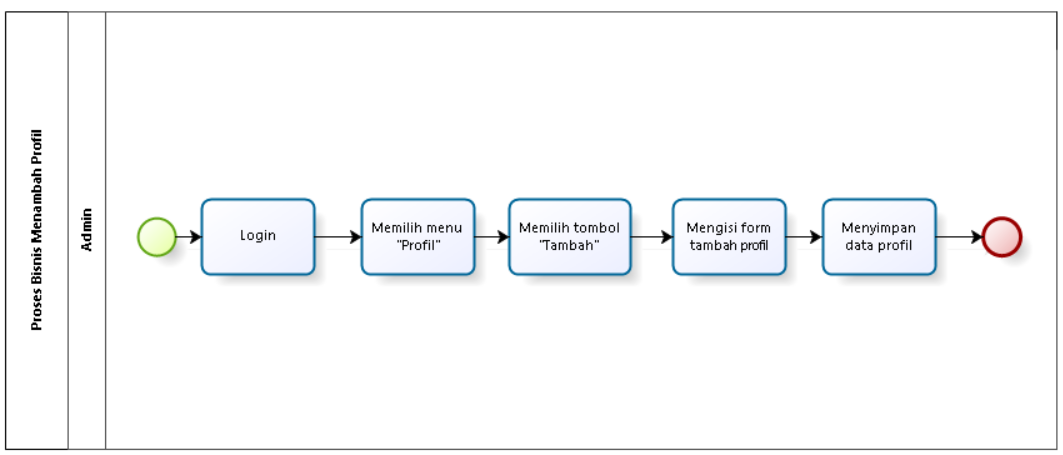 Proses Bisnis Menambah Profil
Admin
Login
Memilih menu
"Profil"
Memilih tombol
"Tambah"
Mengisi form
tambah profil
Menyimpan
data profil